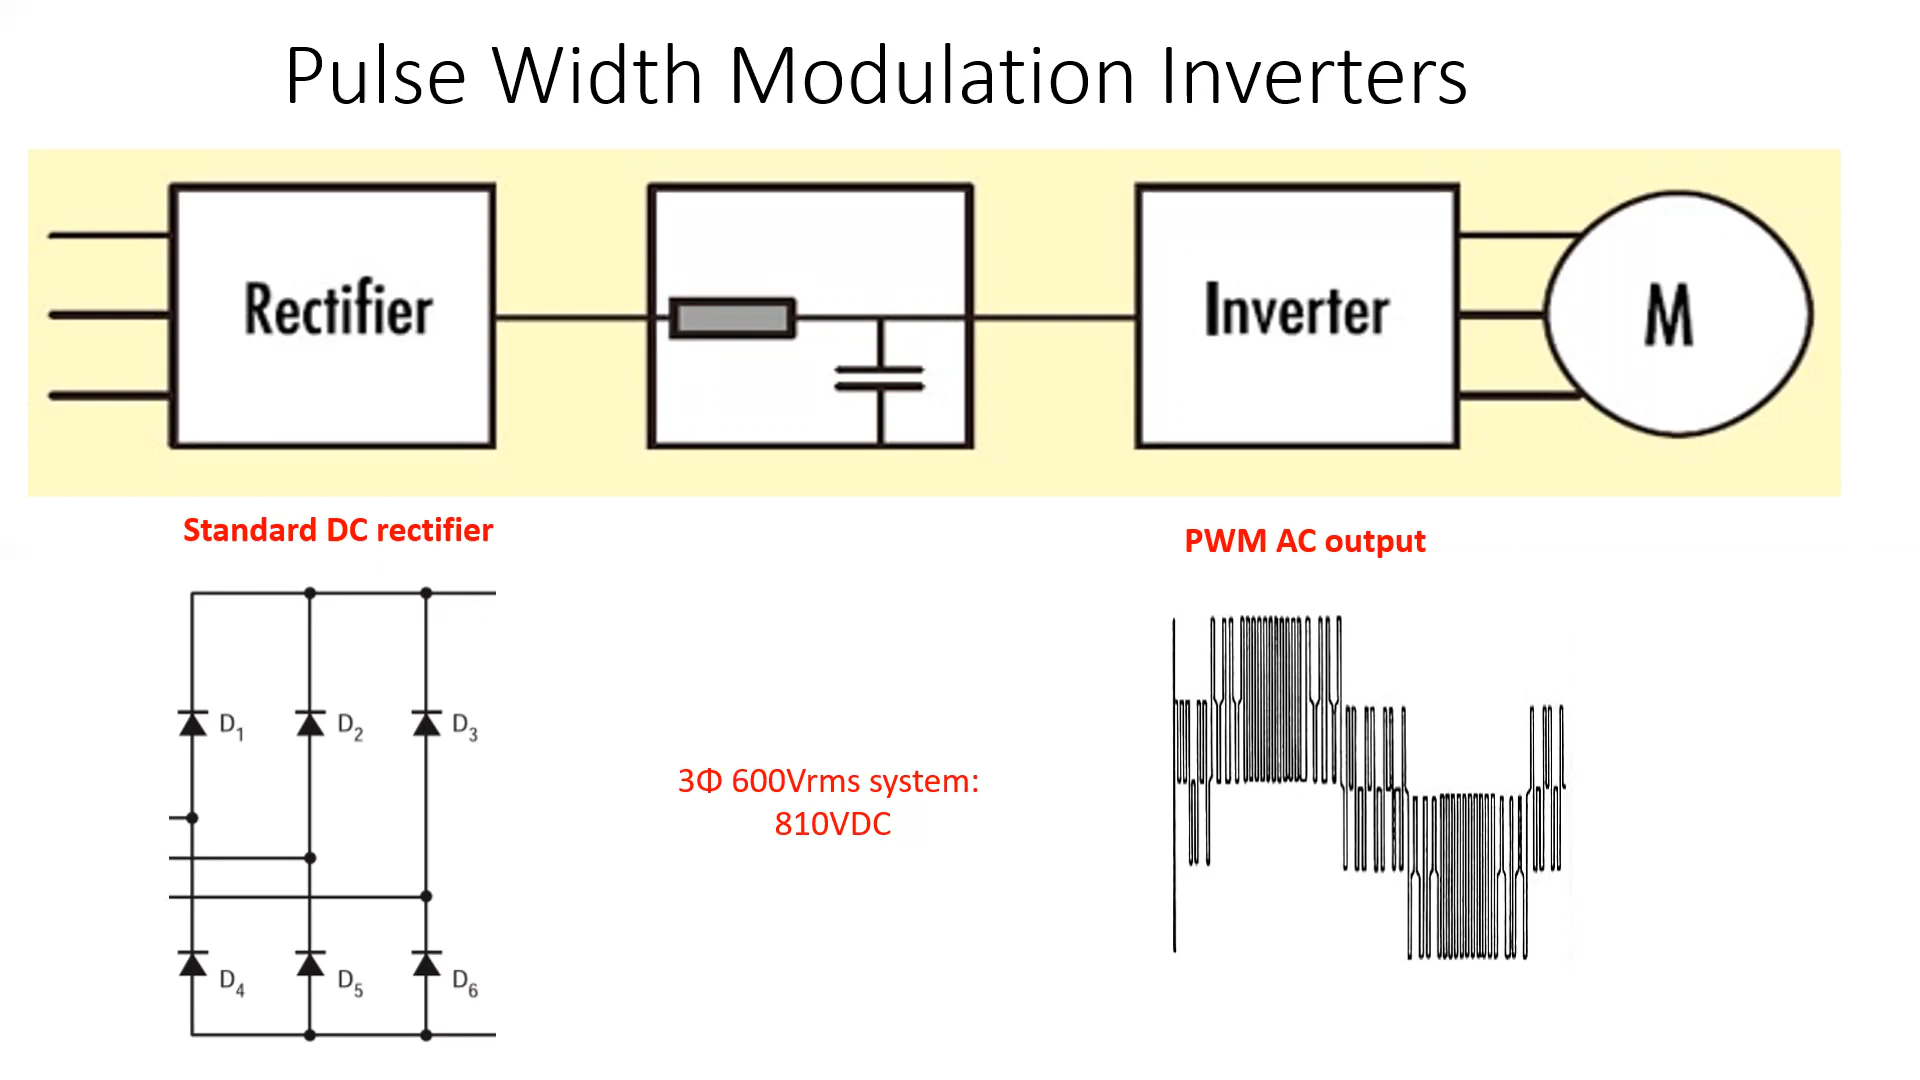 Pulse Width Modulation Inverters
Rectifier
Inverter
M
Standard DC rectifier
PWM AC output
D1
D2
D3
3Φ 600Vrms system:
810VDC
D4
D5
D6